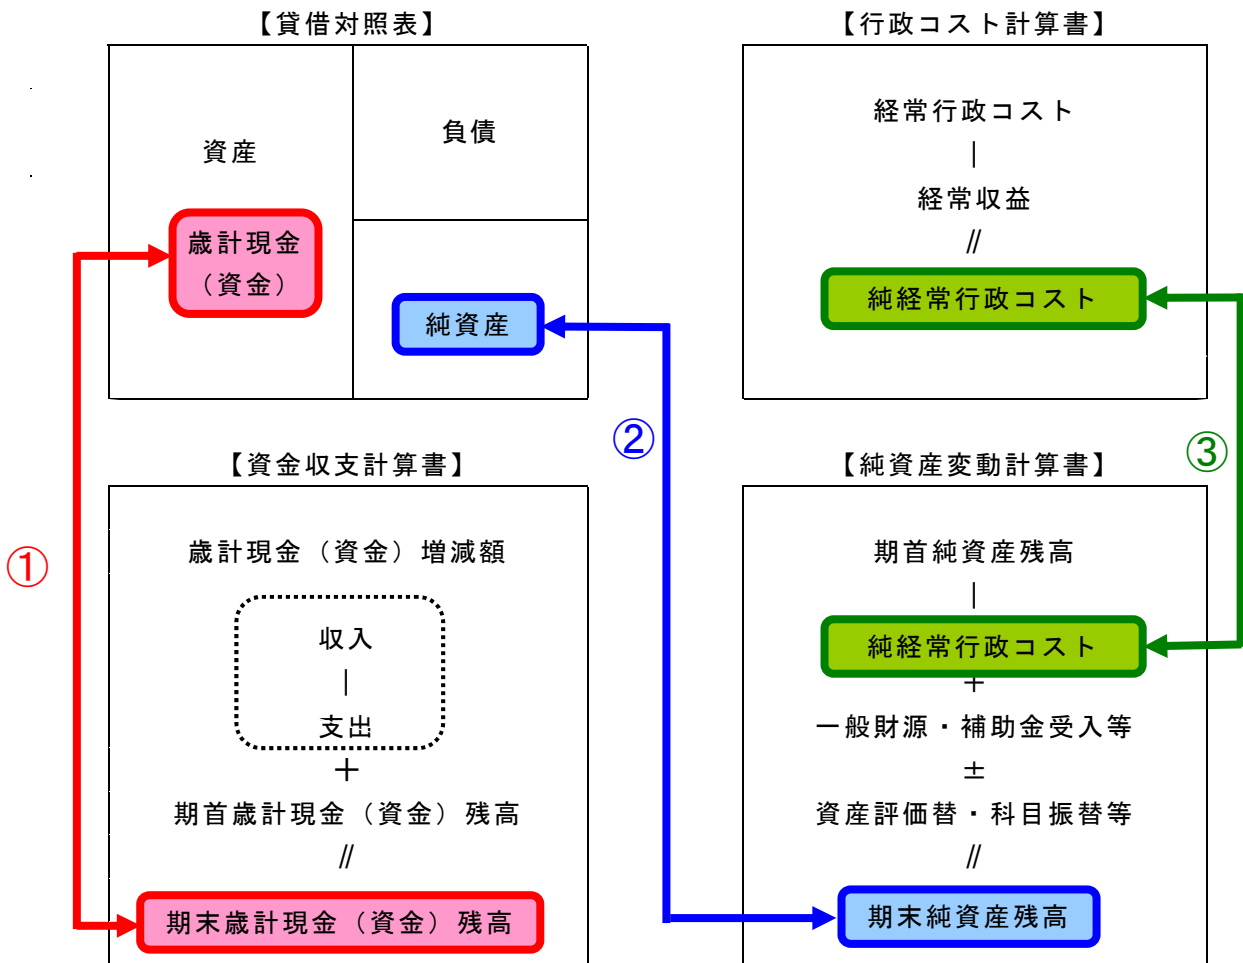 【貸借対照表】
資産
負債
歳計現金
（資金）
純資産
【行政コスト計算書】
経常行政コスト
|
経常収益
//
純経常行政コスト
①
②
③
【資金収支計算書】
歳計現金（資金）増減額
収入
|
支出
＋
期首歳計現金（資金）残高
//
期末歳計現金（資金）残高
【純資産変動計算書】
期首純資産残高
|
純経常行政コスト
＋
一般財源・補助金受入等
±
資産評価替・科目振替等
//
期末純資産残高